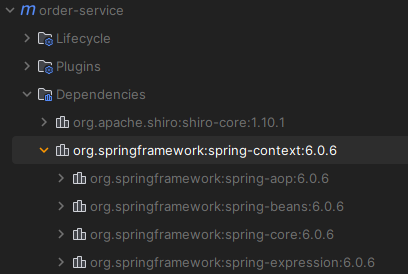 m order-service
Lifecycle
Plugins
Dependencies
org.apache.shiro:shiro-core:1.10.1
org.springframework:spring-context:6.0.6
org.springframework:spring-aop:6.0.6
org.springframework:spring-beans:6.0.6
org.springframework:spring-core:6.0.6
org.springframework:spring-expression:6.0.6